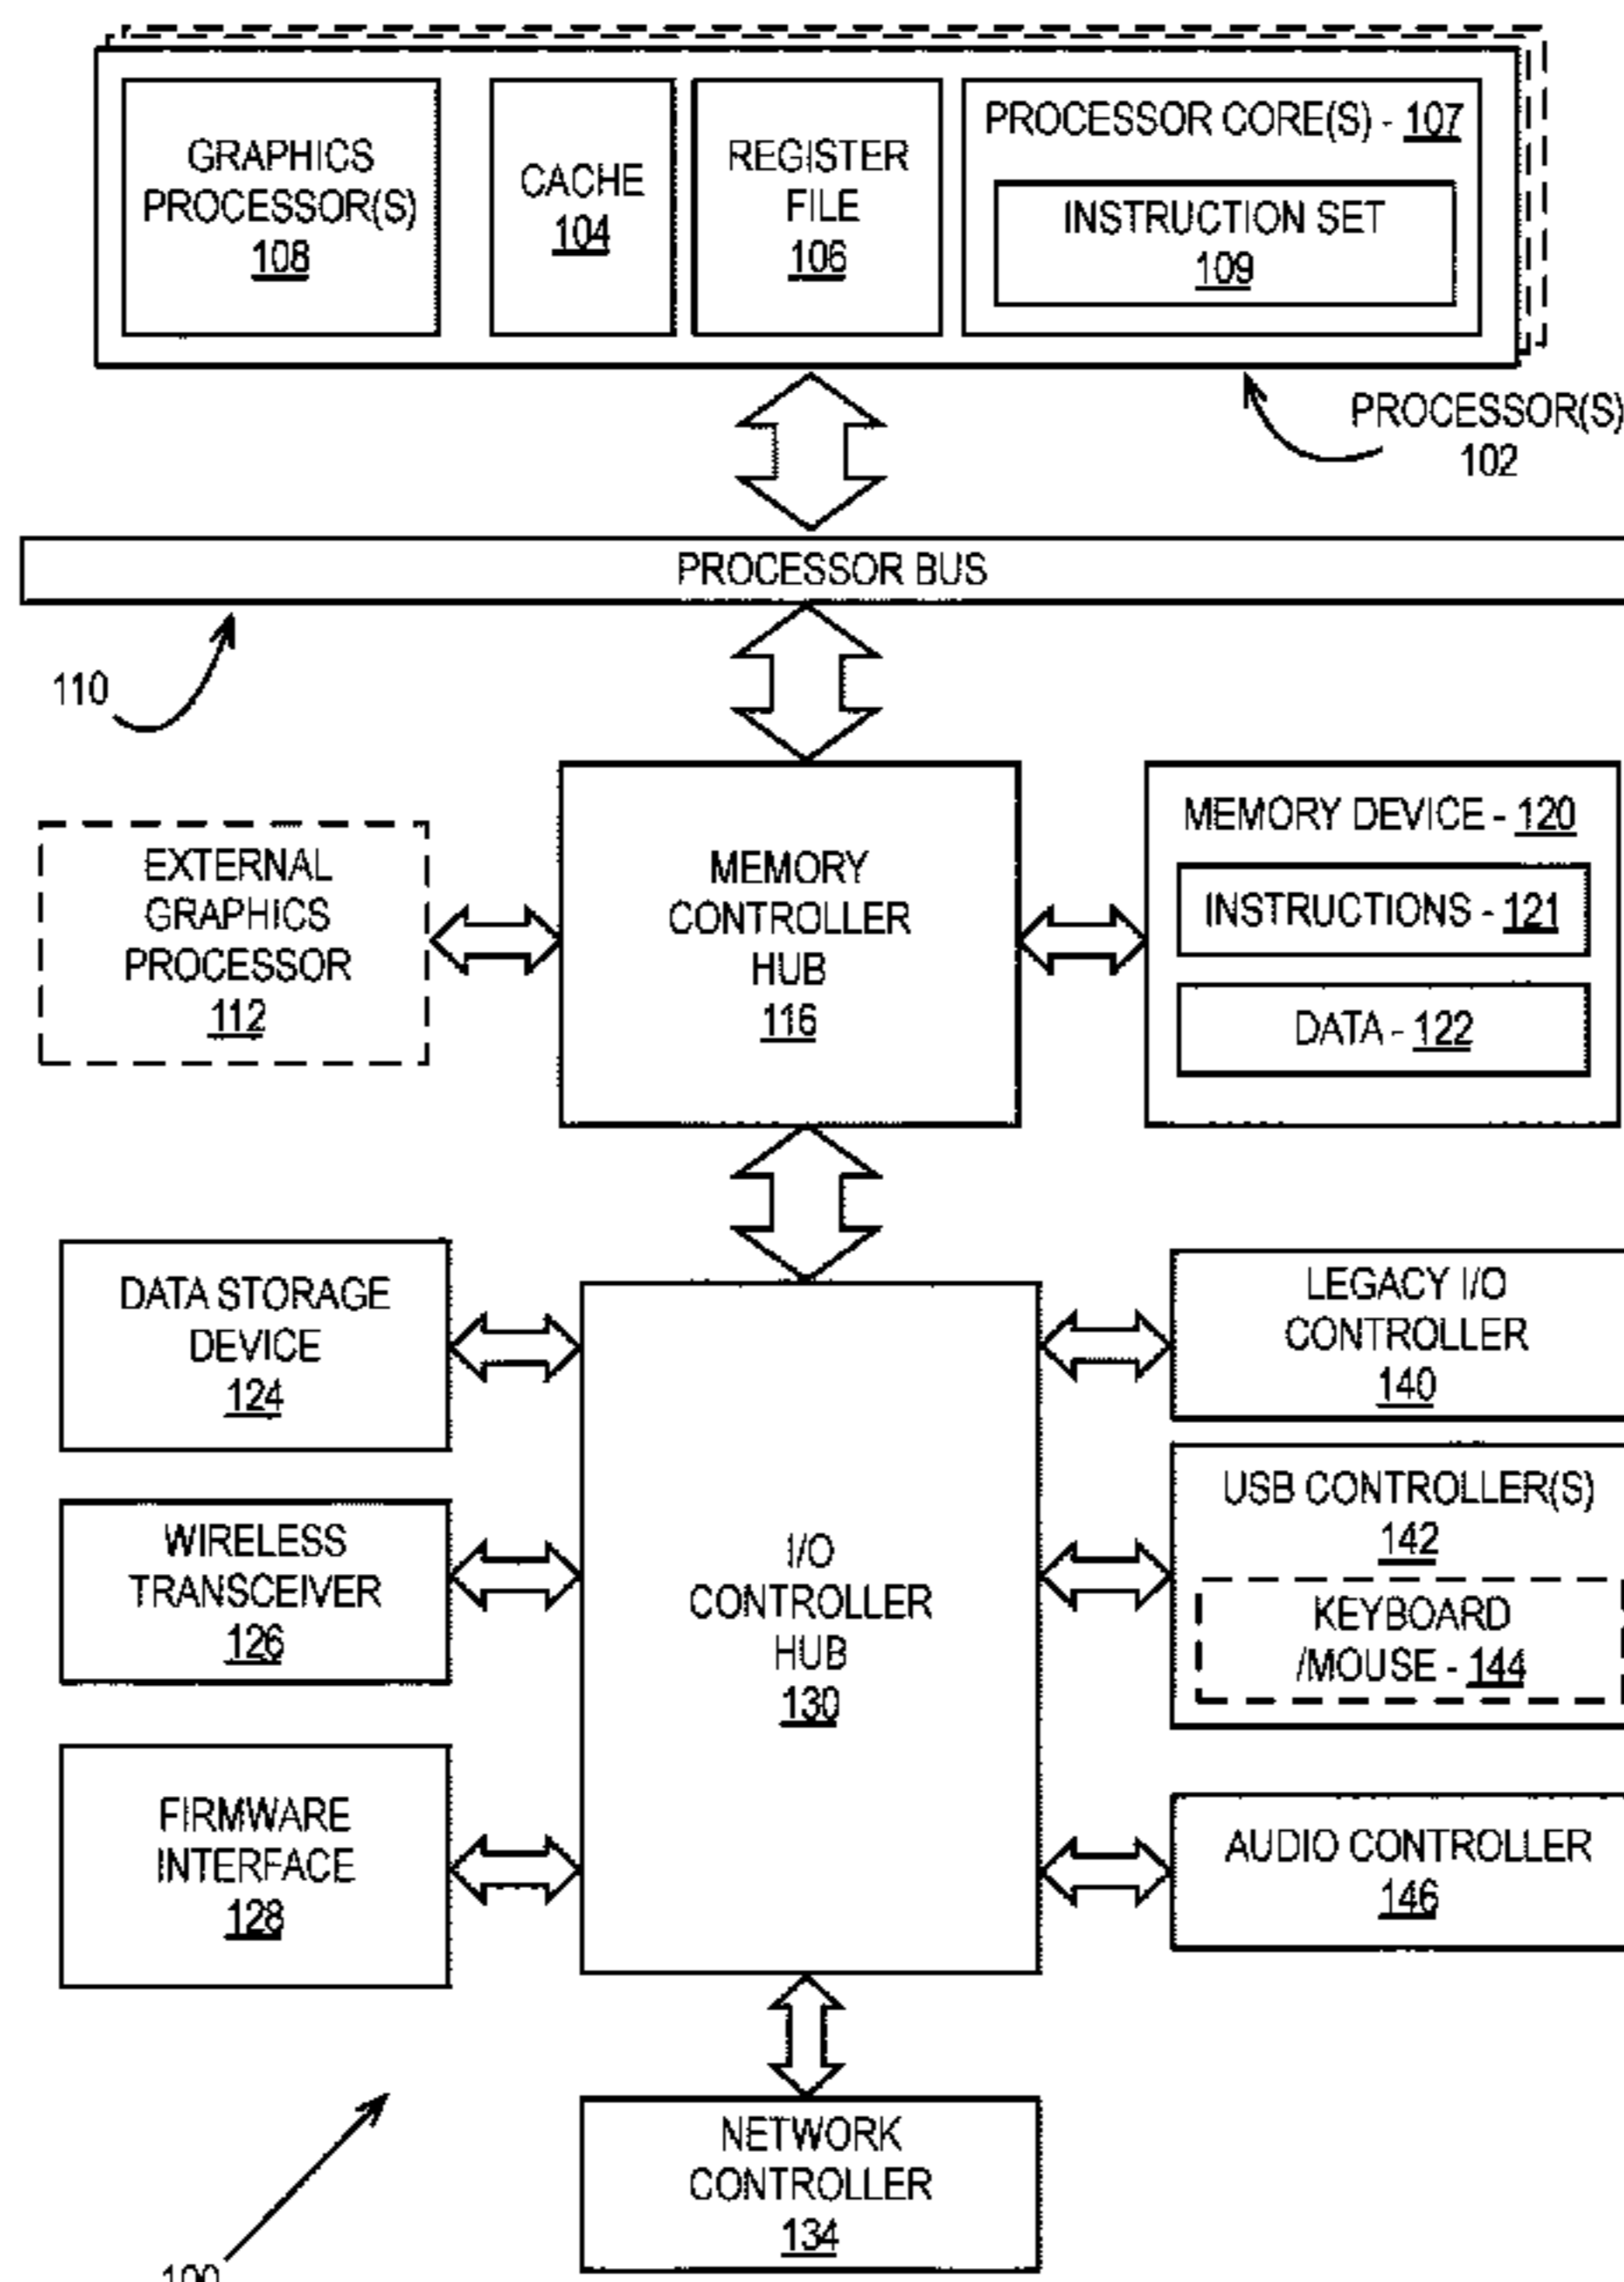 GRAPHICS
PROCESSOR(S)
108
CACHE
104
REGISTER
FILE
106
PROCESSOR CORE(S) - 107
INSTRUCTION SET
109
PROCESSOR(S)
102
PROCESSOR BUS
110
EXTERNAL
GRAPHICS
PROCESSOR
112
MEMORY
CONTROLLER
HUB
116
MEMORY DEVICE - 120
INSTRUCTIONS - 121
DATA - 122
DATA STORAGE
DEVICE
124
WIRELESS
TRANSCEIVER
126
FIRMWARE
INTERFACE
128
I/O
CONTROLLER
HUB
130
LEGACY I/O
CONTROLLER
140
USB CONTROLLER(S)
142
KEYBOARD
/MOUSE - 144
AUDIO CONTROLLER
146
NETWORK
CONTROLLER
134
100